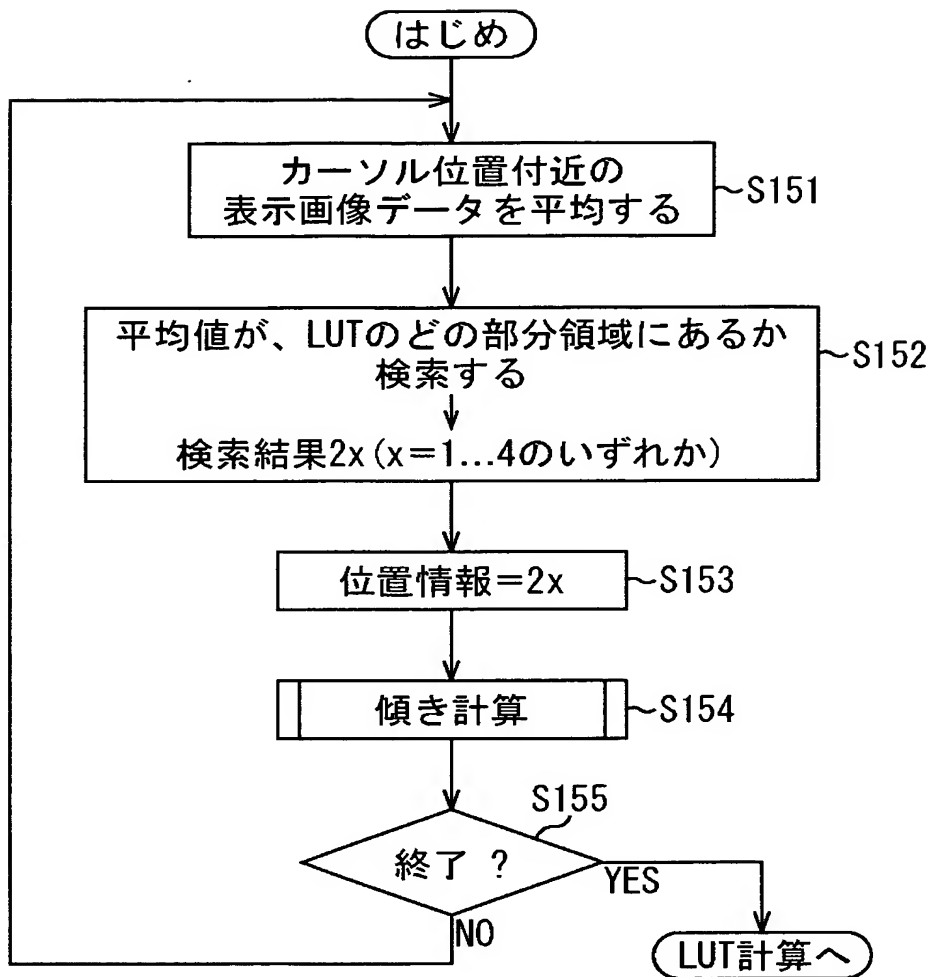 はじめ
カーソル位置付近の
表示画像データを平均する
~S151
平均値が、LUTのどの部分領域にあるか
検索する
~S152
検索結果2x(x=1...4のいずれか)
位置情報=2x
~S153
傾き計算
~S154
S155
終了 ?
YES
NO
LUT計算へ